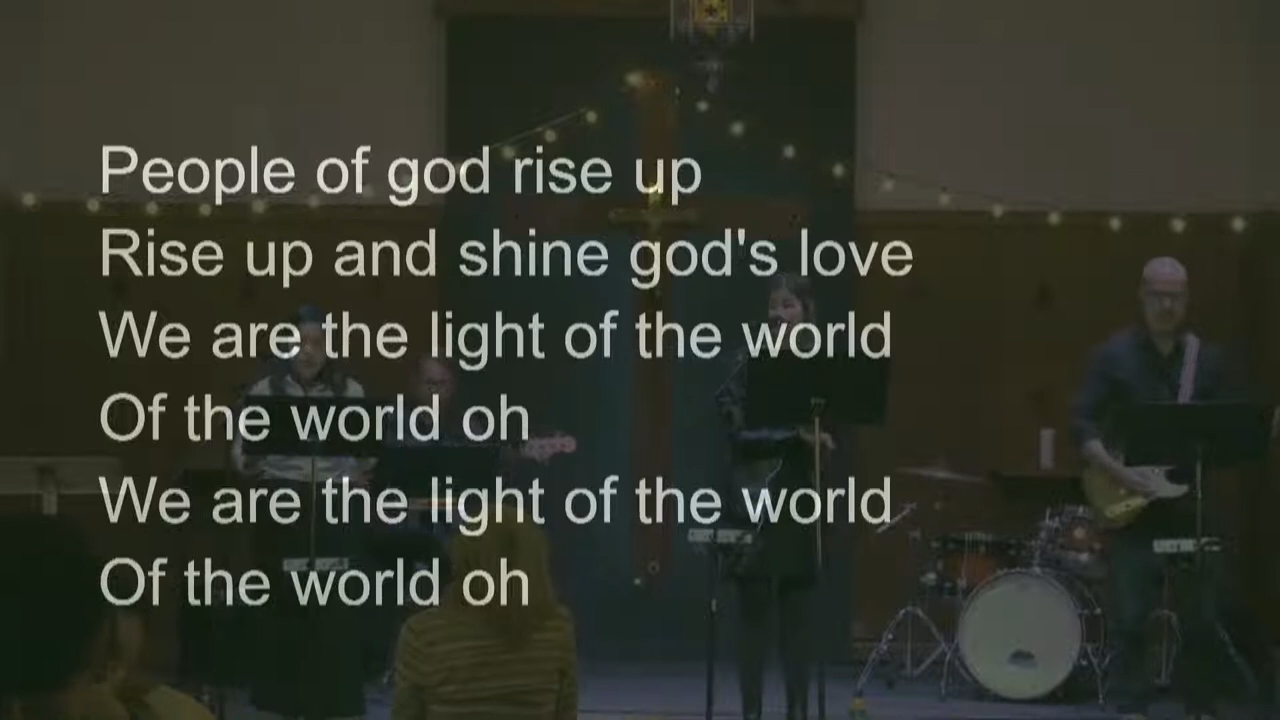 People of god rise up
Rise up and shine god's love
We are the light of the world
Of the world oh
We are the light of the world
Of the world oh